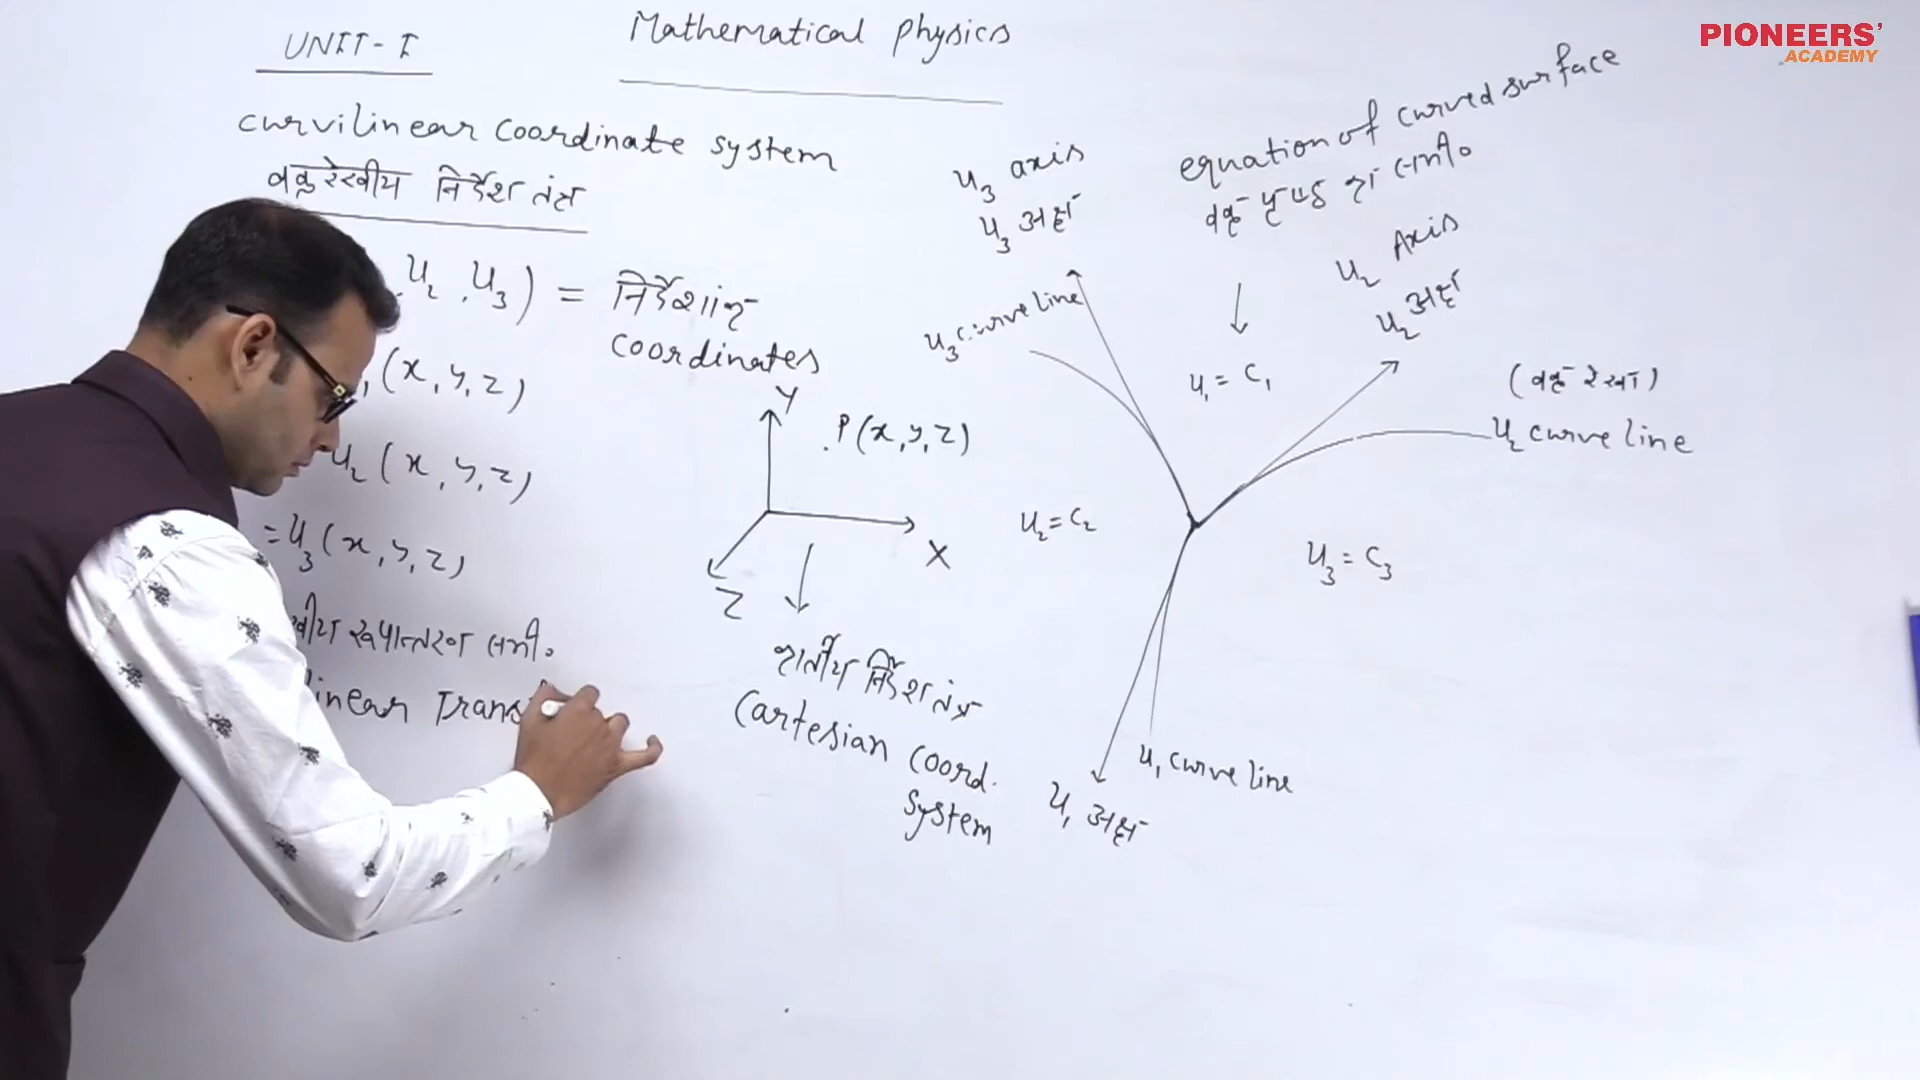 PIONEERS'
ACADEMY
UNIT-I
Mathematical Physics
curvilinear coordinate system
वक्र रेखीय निर्देश तंत्र
U₂, U₃) = निर्देशांक
coordinates
(x, y, z)
U₂ (x, y, z)
= U₃ (x, y, z)
रूपान्तरण समी०
linear Trans
Y
P(x, y, z)
X
Z
कार्तीय निर्देश तंत्र
Cartesian Coord.
System
U₃ axis
U₃ अक्ष
U₃ curve line
equation of curved surface
वक्र पृष्ठ का समी०
U₁ = C₁
U₂ Axis
U₂ अक्ष
(वक्र रेखा)
U₂ curve line
U₂ = C₂
U₃ = C₃
U₁ curve line
U₁ अक्ष